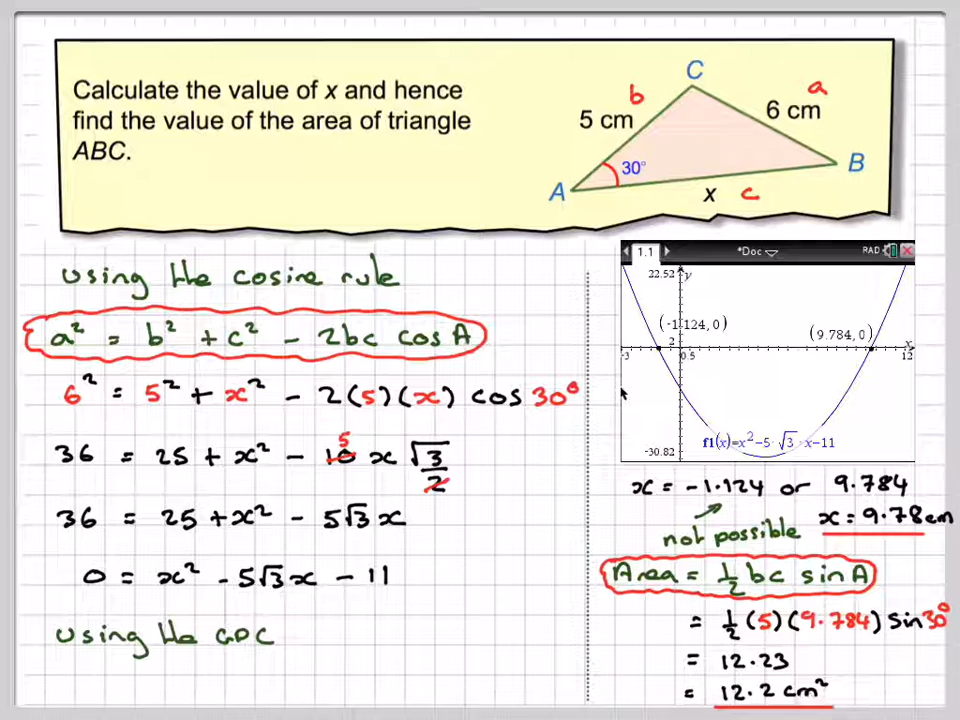 Calculate the value of x and hence
find the value of the area of triangle
ABC.
C
b
a
5 cm
6 cm
30°
A
B
x
c
using the cosine rule
a² = b² + c² - 2bc cos A
6² = 5² + x² - 2(5)(x) cos 30°
5
36 = 25 + x² - 10 x √3/2
36 = 25 + x² - 5√3 x
0 = x² - 5√3 x - 11
using the GDC
1.1
*Doc
RAD
22.52
y
(-1.124, 0)
(9.784, 0)
2
x
-3
0.5
12
f1(x)=x²-5·√3·x-11
-30.82
x = -1.124 or 9.784
not possible
x = 9.78 cm
Area = ½ bc sin A
= ½ (5)(9.784) sin 30°
= 12.23
= 12.2 cm²